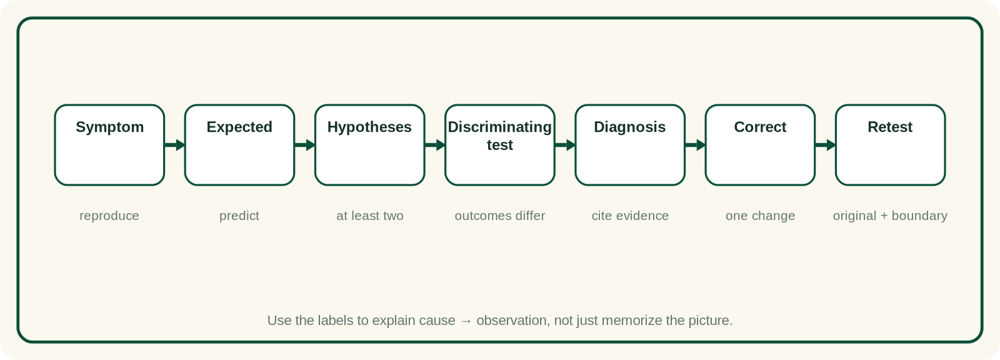 Symptom
Expected
Hypotheses
Discriminating
test
Diagnosis
Correct
Retest
reproduce
predict
at least two
outcomes differ
cite evidence
one change
original + boundary
Use the labels to explain cause → observation, not just memorize the picture.